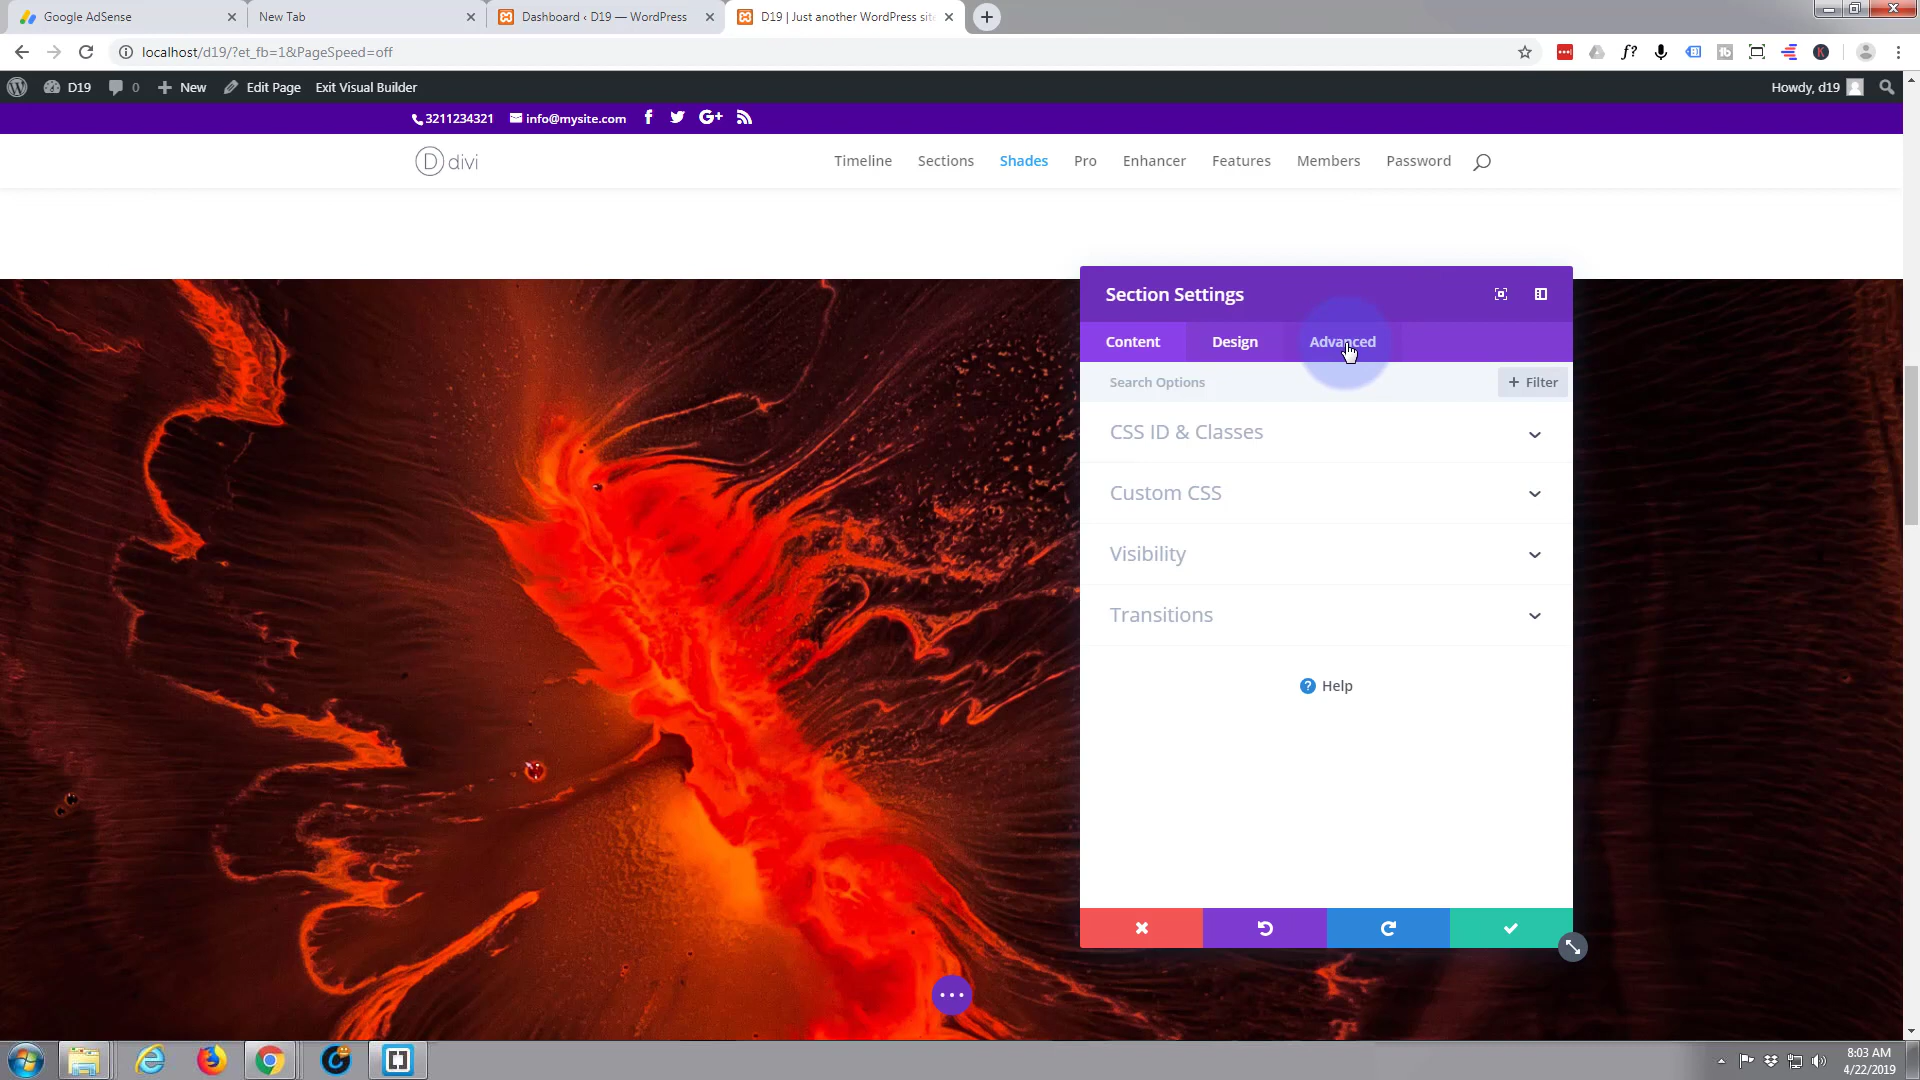 Google AdSense
New Tab
Dashboard ‹ D19 — WordPress
D19 | Just another WordPress site
localhost/d19/?et_fb=1&PageSpeed=off
D19
0
New
Edit Page
Exit Visual Builder
Howdy, d19
3211234321
info@mysite.com
D divi
Timeline
Sections
Shades
Pro
Enhancer
Features
Members
Password
Section Settings
Content
Design
Advanced
Search Options
+ Filter
CSS ID & Classes
Custom CSS
Visibility
Transitions
? Help
8:03 AM
4/22/2019